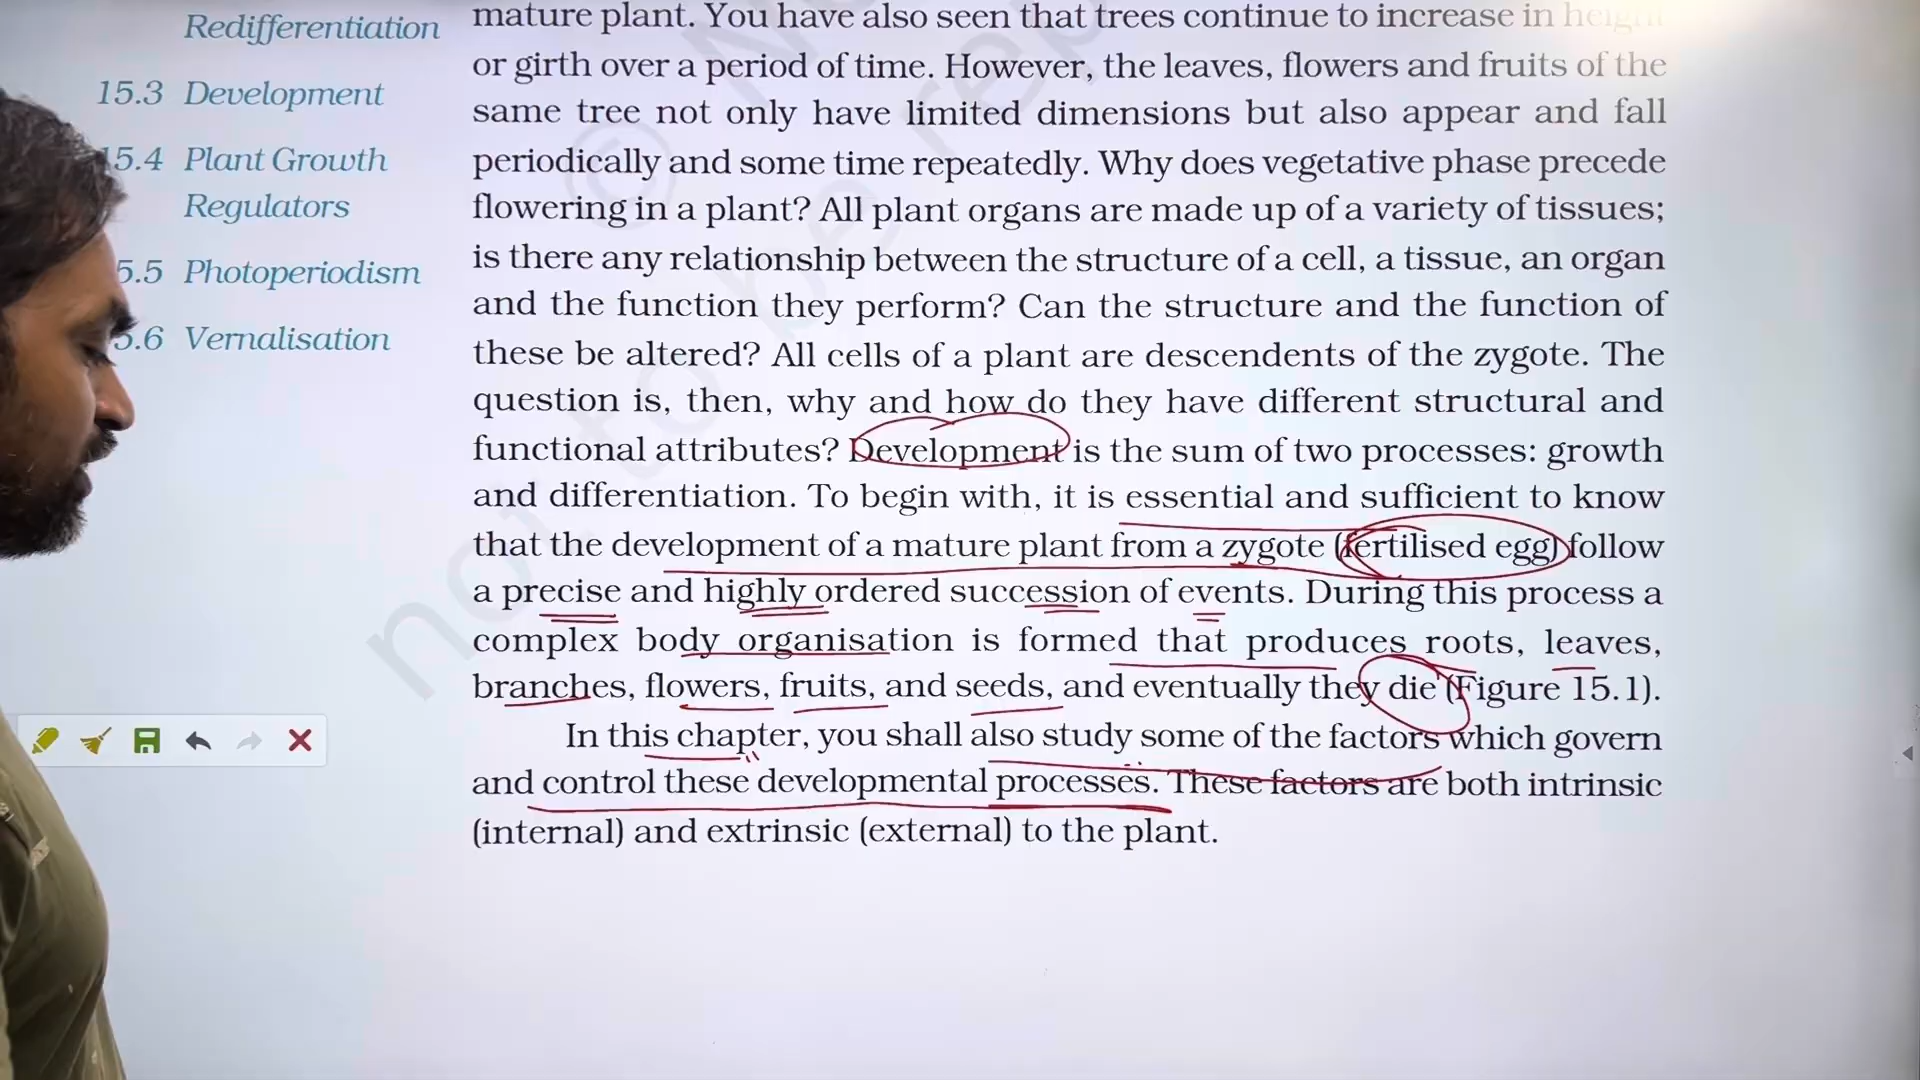 Redifferentiation
15.3 Development
15.4 Plant Growth
Regulators
5.5 Photoperiodism
5.6 Vernalisation
mature plant. You have also seen that trees continue to increase in height
or girth over a period of time. However, the leaves, flowers and fruits of the
same tree not only have limited dimensions but also appear and fall
periodically and some time repeatedly. Why does vegetative phase precede
flowering in a plant? All plant organs are made up of a variety of tissues;
is there any relationship between the structure of a cell, a tissue, an organ
and the function they perform? Can the structure and the function of
these be altered? All cells of a plant are descendents of the zygote. The
question is, then, why and how do they have different structural and
functional attributes? Development is the sum of two processes: growth
and differentiation. To begin with, it is essential and sufficient to know
that the development of a mature plant from a zygote (fertilised egg) follow
a precise and highly ordered succession of events. During this process a
complex body organisation is formed that produces roots, leaves,
branches, flowers, fruits, and seeds, and eventually they die (Figure 15.1).
In this chapter, you shall also study some of the factors which govern
and control these developmental processes. These factors are both intrinsic
(internal) and extrinsic (external) to the plant.
not to be rep